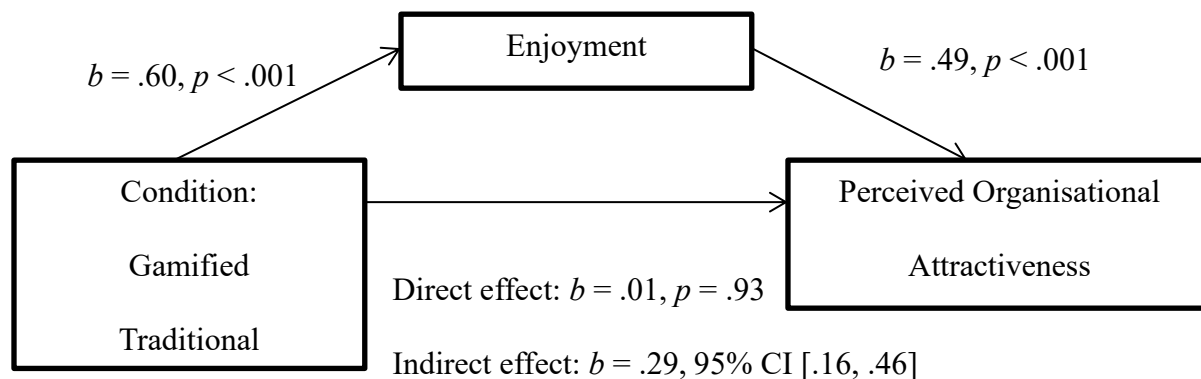 Enjoyment
b = .60, p < .001
b = .49, p < .001
Condition:
Gamified
Traditional
Perceived Organisational
Attractiveness
Direct effect: b = .01, p = .93
Indirect effect: b = .29, 95% CI [.16, .46]